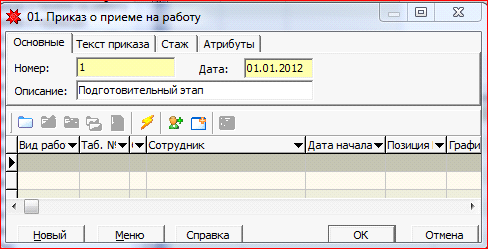 01. Приказ о приеме на работу
Основные Текст приказа Стаж Атрибуты
Номер: 1 Дата: 01.01.2012
Описание: Подготовительный этап
Вид рабо Таб. № Сотрудник Дата начала Позиция Графи
Новый Меню Справка ОК Отмена